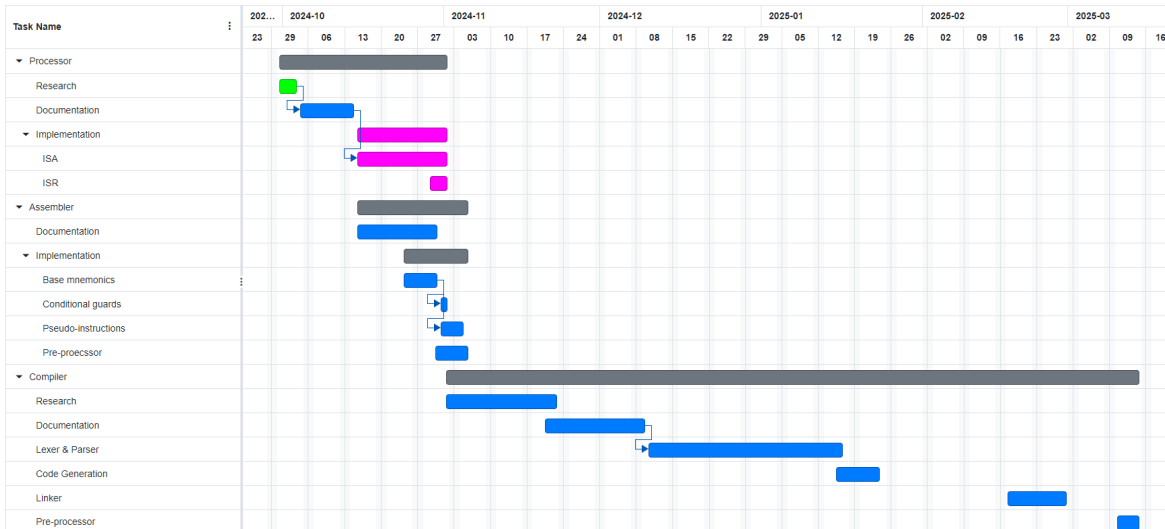 Task Name
202... 2024-10 2024-11 2024-12 2025-01 2025-02 2025-03
23 29 06 13 20 27 03 10 17 24 01 08 15 22 29 05 12 19 26 02 09 16 23 02 09 16
Processor
Research
Documentation
Implementation
ISA
ISR
Assembler
Documentation
Implementation
Base mnemonics
Conditional guards
Pseudo-instructions
Pre-proecssor
Compiler
Research
Documentation
Lexer & Parser
Code Generation
Linker
Pre-processor